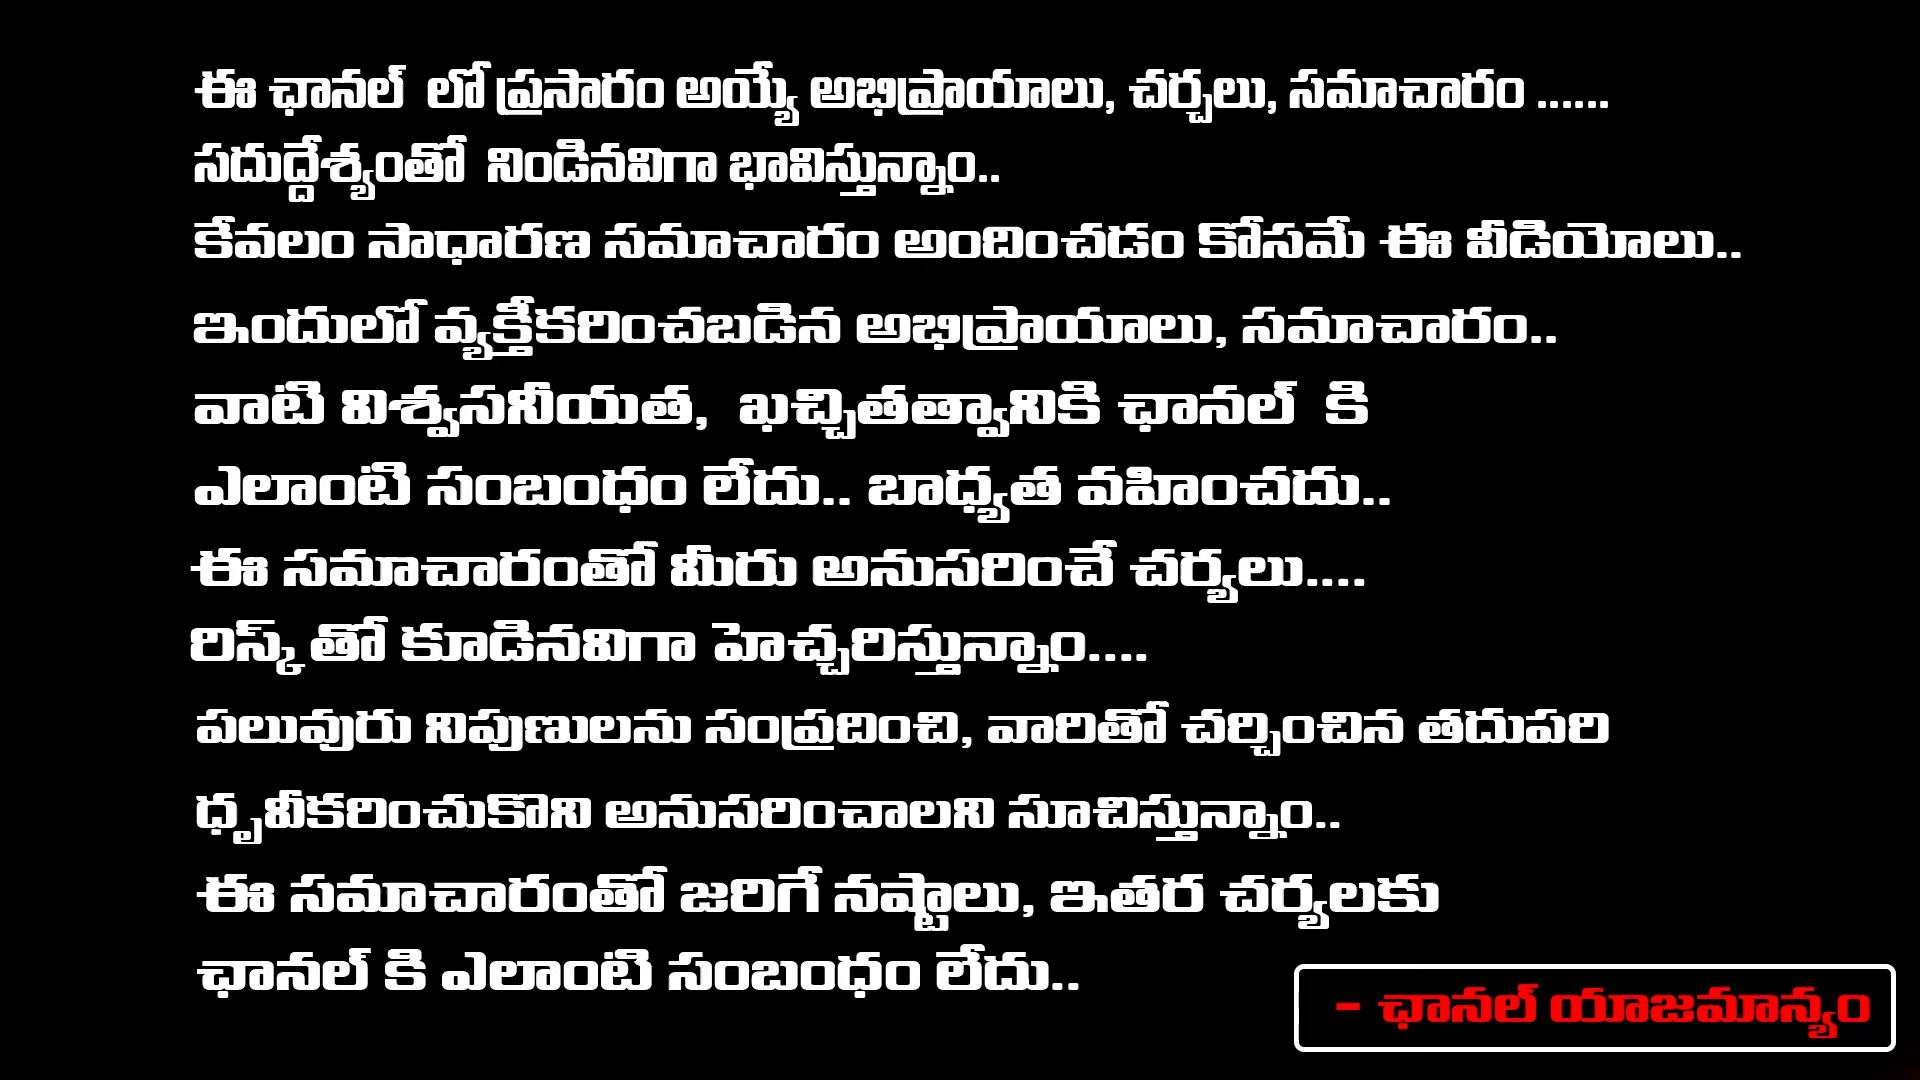 ఈ ఛానల్ లో ప్రసారం అయ్యే అభిప్రాయాలు, చర్చలు, సమాచారం ......
సదుద్దేశ్యంతో నిండినవిగా భావిస్తున్నాం..
కేవలం సాధారణ సమాచారం అందించడం కోసమే ఈ వీడియోలు..
ఇందులో వ్యక్తీకరించబడిన అభిప్రాయాలు, సమాచారం..
వాటి విశ్వసనీయత, ఖచ్చితత్వానికి ఛానల్ కి
ఎలాంటి సంబంధం లేదు.. బాధ్యత వహించదు..
ఈ సమాచారంతో మీరు అనుసరించే చర్యలు....
రిస్క్ తో కూడినవిగా హెచ్చరిస్తున్నాం....
పలువురు నిపుణులను సంప్రదించి, వారితో చర్చించిన తదుపరి
ధృవీకరించుకొని అనుసరించాలని సూచిస్తున్నాం..
ఈ సమాచారంతో జరిగే నష్టాలు, ఇతర చర్యలకు
ఛానల్ కి ఎలాంటి సంబంధం లేదు..
- ఛానల్ యాజమాన్యం